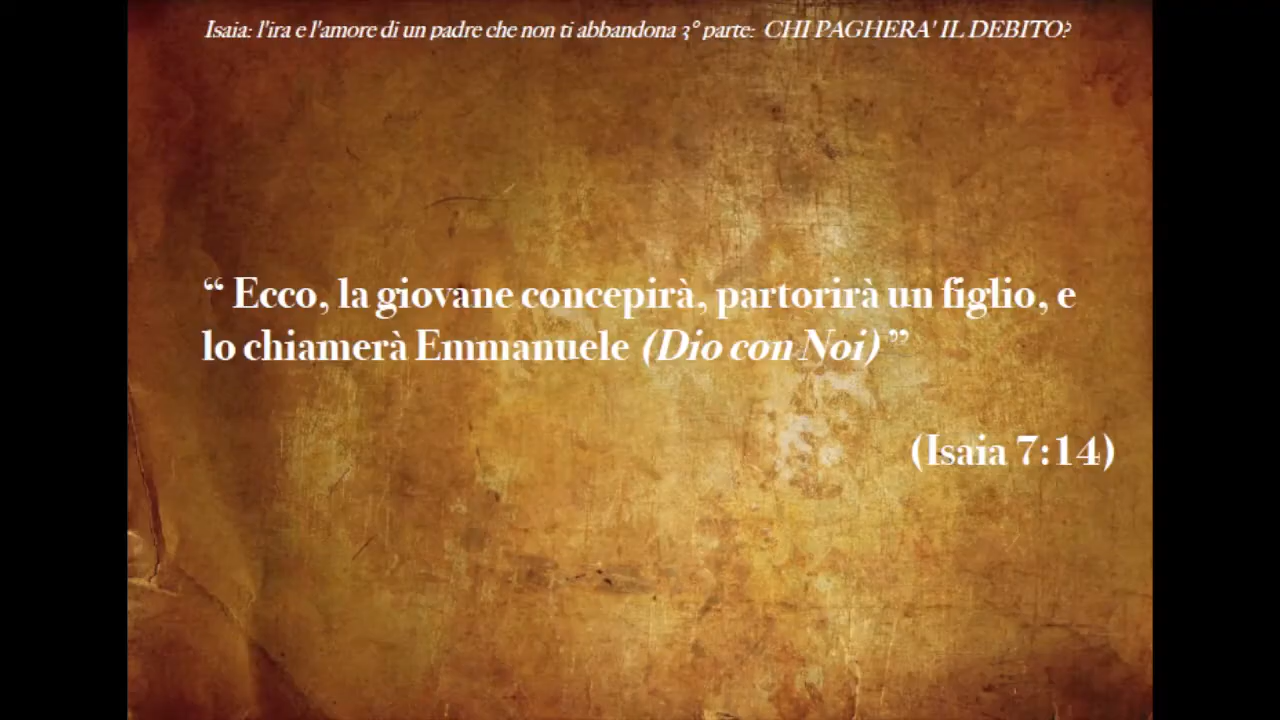 Isaia: l'ira e l'amore di un padre che non ti abbandona 3° parte: CHI PAGHERA' IL DEBITO?
“ Ecco, la giovane concepirà, partorirà un figlio, e
lo chiamerà Emmanuele (Dio con Noi) ”
(Isaia 7:14)